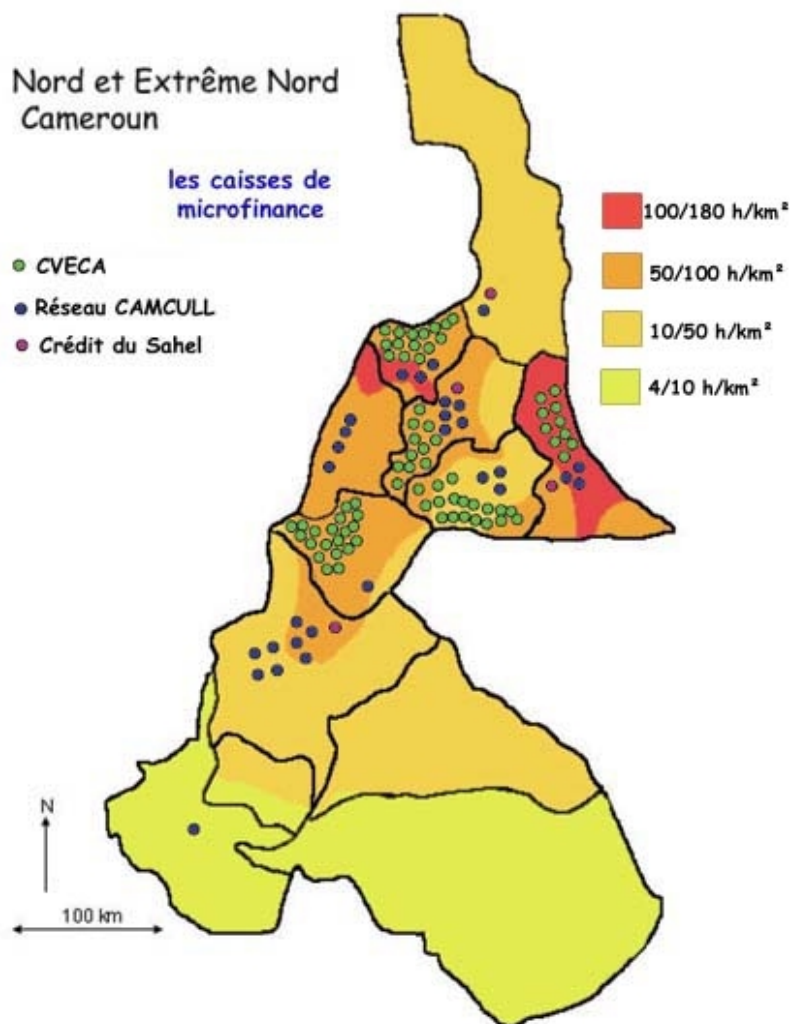 Nord et Extrême Nord
Cameroun
les caisses de
microfinance
CVECA
Réseau CAMCULL
Crédit du Sahel
100/180 h/km²
50/100 h/km²
10/50 h/km²
4/10 h/km²
N
100 km